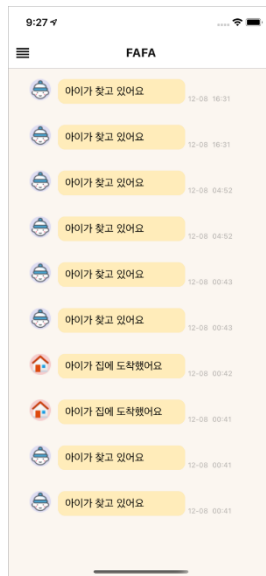 9:27
FAFA
아이가 찾고 있어요
12-08 16:31
아이가 찾고 있어요
12-08 16:31
아이가 찾고 있어요
12-08 04:52
아이가 찾고 있어요
12-08 04:52
아이가 찾고 있어요
12-08 00:43
아이가 찾고 있어요
12-08 00:43
아이가 집에 도착했어요
12-08 00:42
아이가 집에 도착했어요
12-08 00:41
아이가 찾고 있어요
12-08 00:41
아이가 찾고 있어요
12-08 00:41